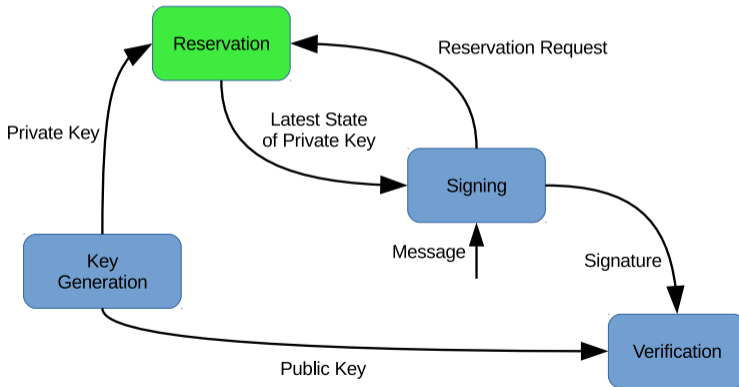 Reservation
Reservation Request
Latest State
of Private Key
Private Key
Signing
Message
Key
Generation
Signature
Verification
Public Key